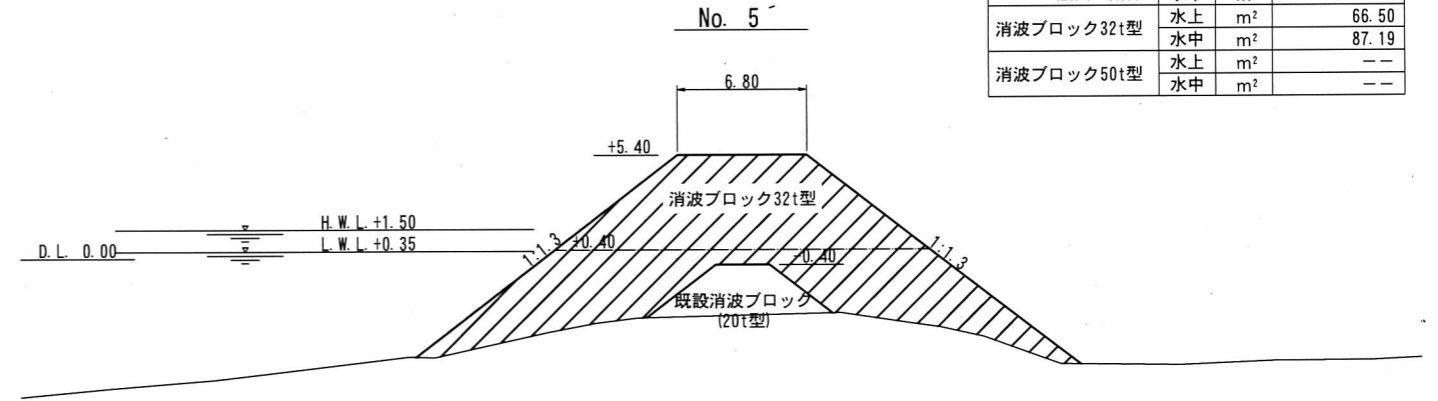 No. 5
消波ブロック32t型 水上 m² 66.50
水中 m² 87.19
消波ブロック50t型 水上 m² --
水中 m² --
6.80
+5.40
消波ブロック32t型
H.W.L.+1.50
L.W.L.+0.35
D.L. 0.00
1:1.3
+0.40
1:1.3
-0.40
既設消波ブロック
(20t型)